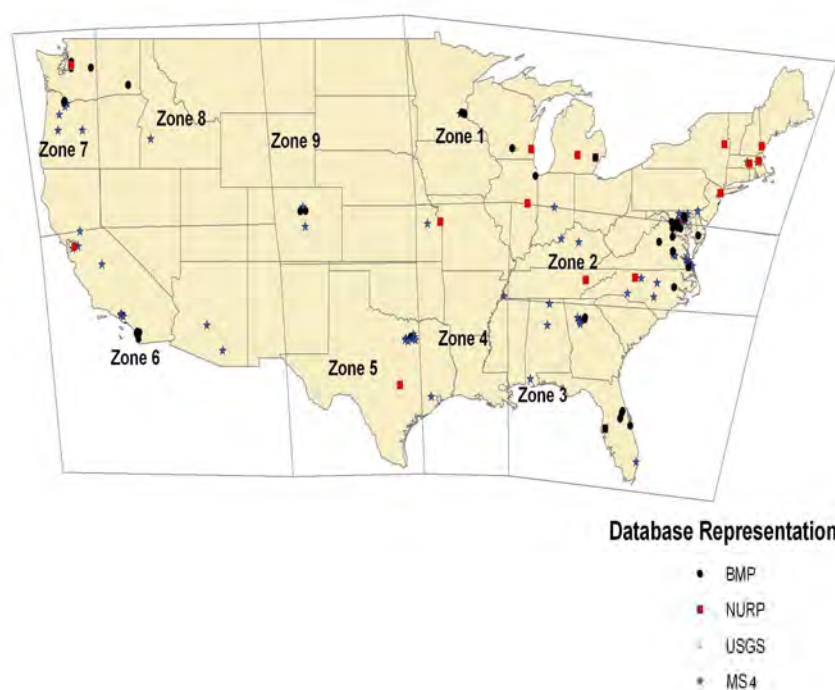 Zone 8
Zone 1
Zone 7
Zone 9
Zone 2
Zone 4
Zone 6
Zone 5
Zone 3
Database Representation
BMP
NURP
USGS
MS4